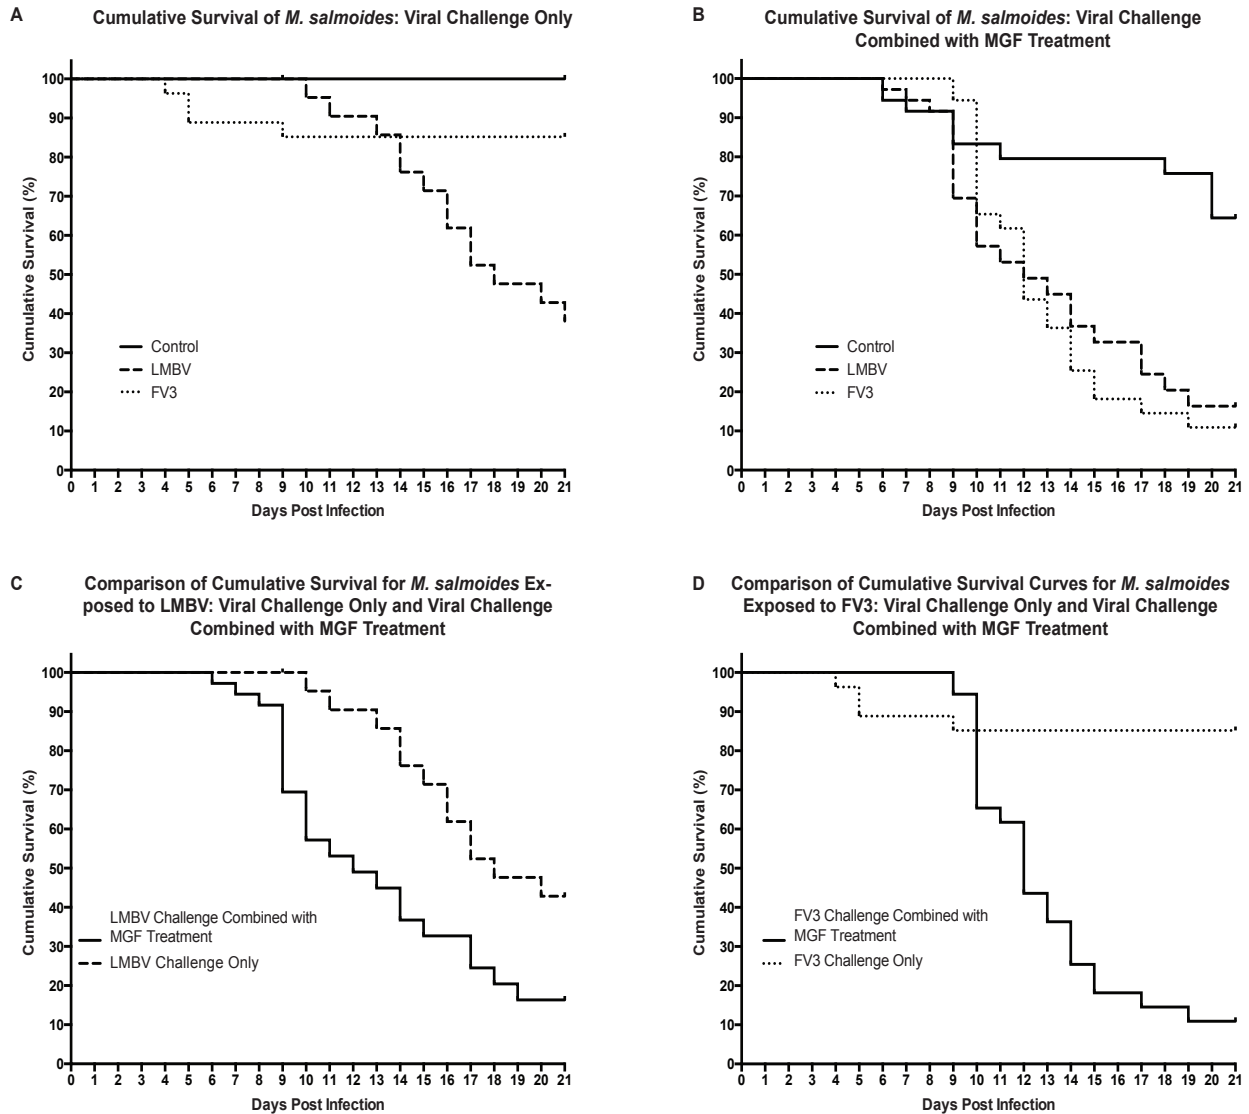 A
Cumulative Survival of M. salmoides: Viral Challenge Only
100
90
80
70
60
50
40
30
20
10
0
Cumulative Survival (%)
Control
LMBV
FV3
0 1 2 3 4 5 6 7 8 9 10 11 12 13 14 15 16 17 18 19 20 21
Days Post Infection
B
Cumulative Survival of M. salmoides: Viral Challenge
Combined with MGF Treatment
100
90
80
70
60
50
40
30
20
10
0
Cumulative Survival (%)
Control
LMBV
FV3
0 1 2 3 4 5 6 7 8 9 10 11 12 13 14 15 16 17 18 19 20 21
Days Post Infection
C
Comparison of Cumulative Survival for M. salmoides Ex-
posed to LMBV: Viral Challenge Only and Viral Challenge
Combined with MGF Treatment
100
90
80
70
60
50
40
30
20
10
0
Cumulative Survival (%)
LMBV Challenge Combined with
MGF Treatment
LMBV Challenge Only
0 1 2 3 4 5 6 7 8 9 10 11 12 13 14 15 16 17 18 19 20 21
Days Post Infection
D
Comparison of Cumulative Survival Curves for M. salmoides
Exposed to FV3: Viral Challenge Only and Viral Challenge
Combined with MGF Treatment
100
90
80
70
60
50
40
30
20
10
0
Cumulative Survival (%)
FV3 Challenge Combined with
MGF Treatment
FV3 Challenge Only
0 1 2 3 4 5 6 7 8 9 10 11 12 13 14 15 16 17 18 19 20 21
Days Post Infection